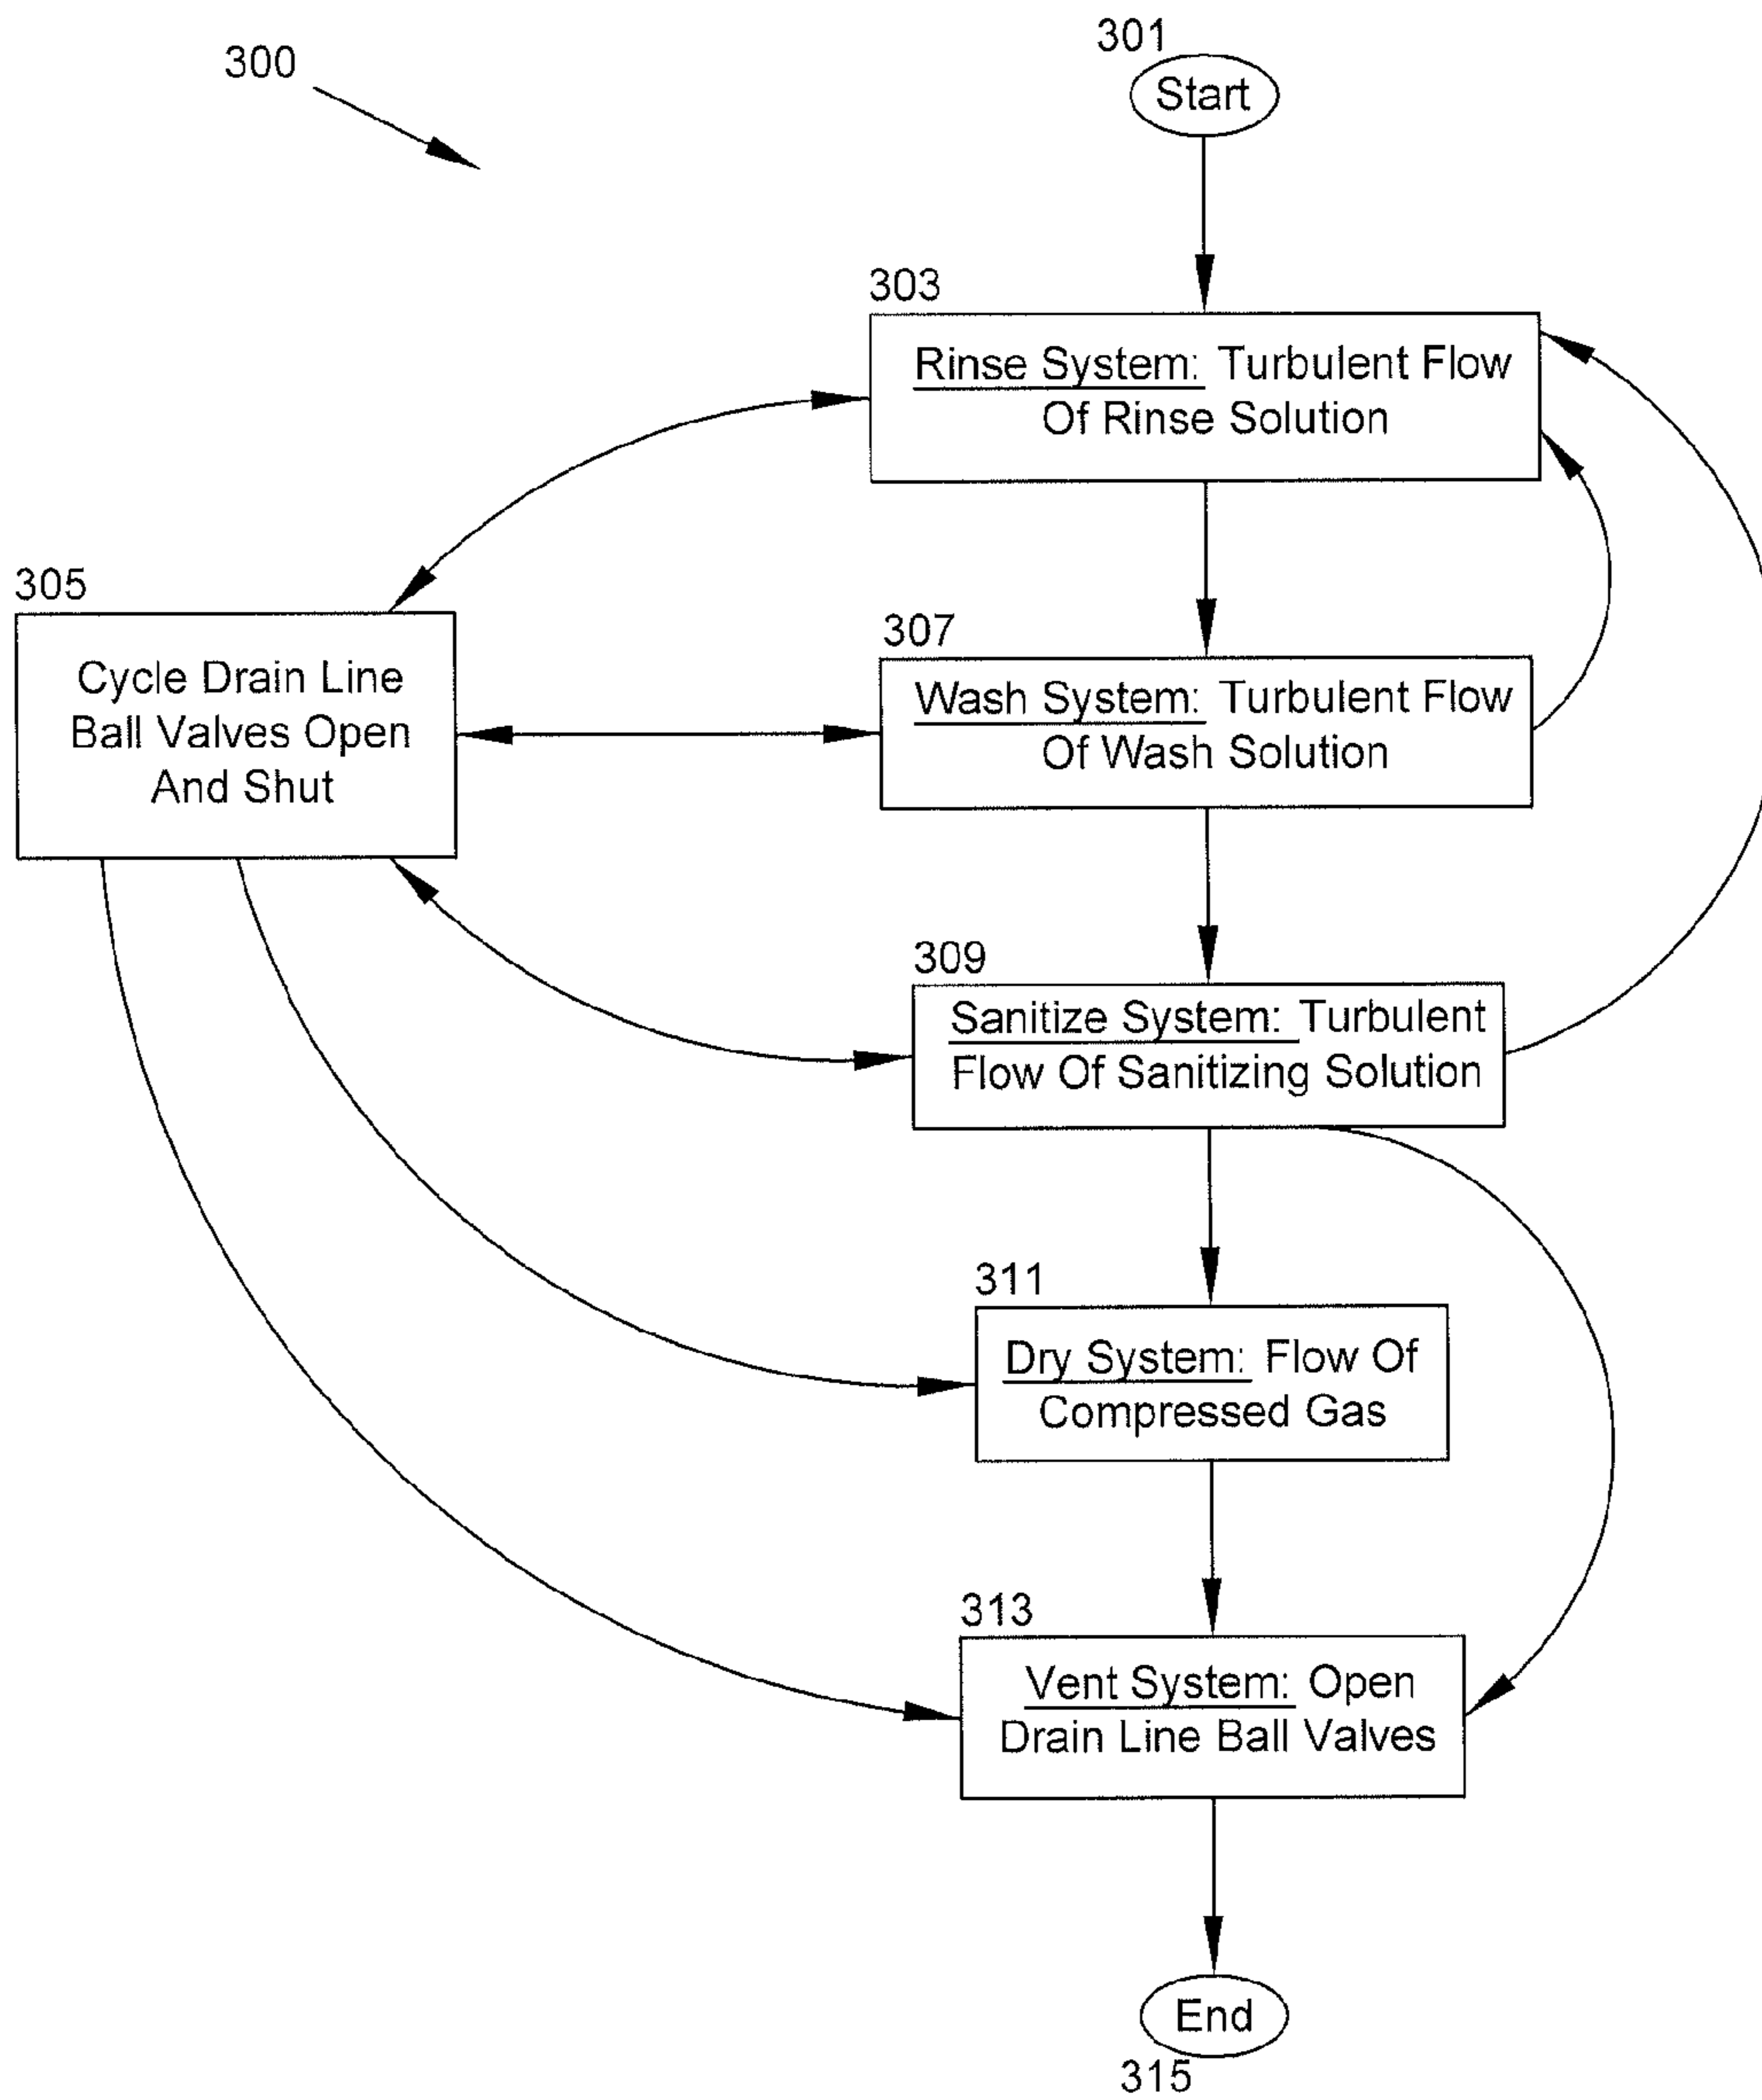 300
301
Start
303
Rinse System: Turbulent Flow
Of Rinse Solution
305
Cycle Drain Line
Ball Valves Open
And Shut
307
Wash System: Turbulent Flow
Of Wash Solution
309
Sanitize System: Turbulent
Flow Of Sanitizing Solution
311
Dry System: Flow Of
Compressed Gas
313
Vent System: Open
Drain Line Ball Valves
End
315